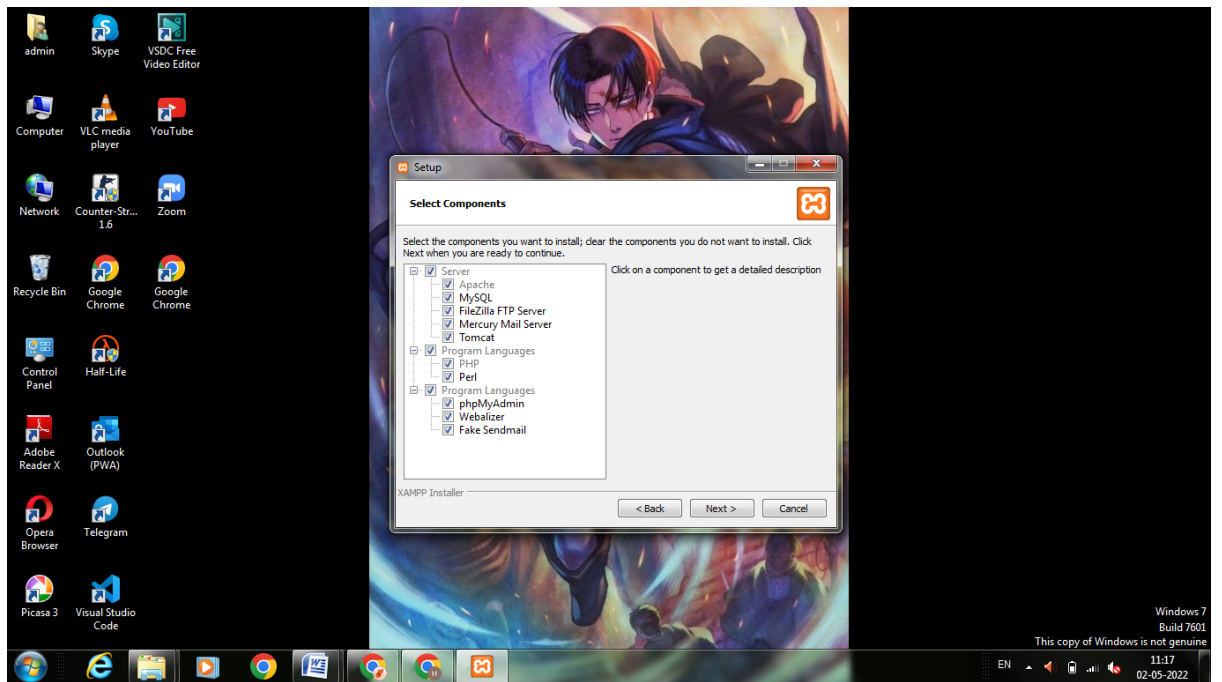 admin
Skype
VSDC Free
Video Editor
Computer
VLC media
player
YouTube
Network
Counter-Str...
1.6
Zoom
Recycle Bin
Google
Chrome
Google
Chrome
Control
Panel
Half-Life
Adobe
Reader X
Outlook
(PWA)
Opera
Browser
Telegram
Picasa 3
Visual Studio
Code
Setup
Select Components
Select the components you want to install; clear the components you do not want to install. Click
Next when you are ready to continue.
Server
Apache
MySQL
FileZilla FTP Server
Mercury Mail Server
Tomcat
Program Languages
PHP
Perl
Program Languages
phpMyAdmin
Webalizer
Fake Sendmail
Click on a component to get a detailed description
XAMPP Installer
< Back
Next >
Cancel
Windows 7
Build 7601
This copy of Windows is not genuine
EN
11:17
02-05-2022